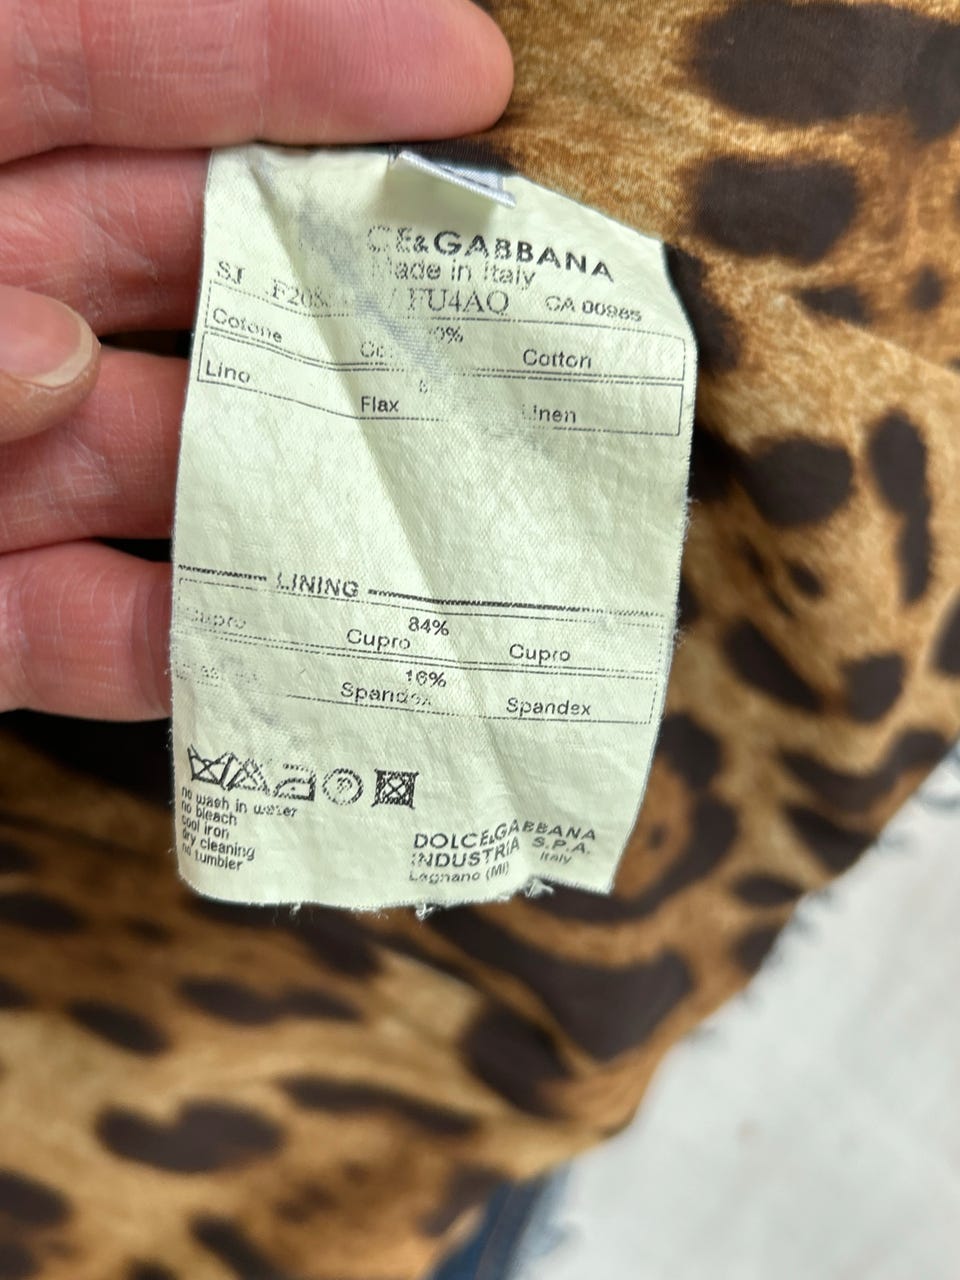 CE&GABBANA
Made in Italy
SJ F208 FU4AQ CA 00985
Cotone 0% Cotton
Lino Flax Linen
LINING
84%
Cupro Cupro Cupro
16%
Spandex Spandex
no wash in water
no bleach
cool iron
dry cleaning
no tumbler
DOLCE&GABBANA
INDUSTRIA S.P.A.
Legnano (MI) Italy